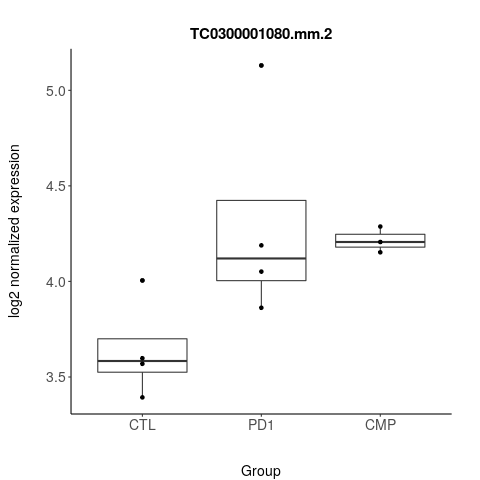 TC0300001080.mm.2
log2 normalized expression
5.0
4.5
4.0
3.5
CTL PD1 CMP
Group